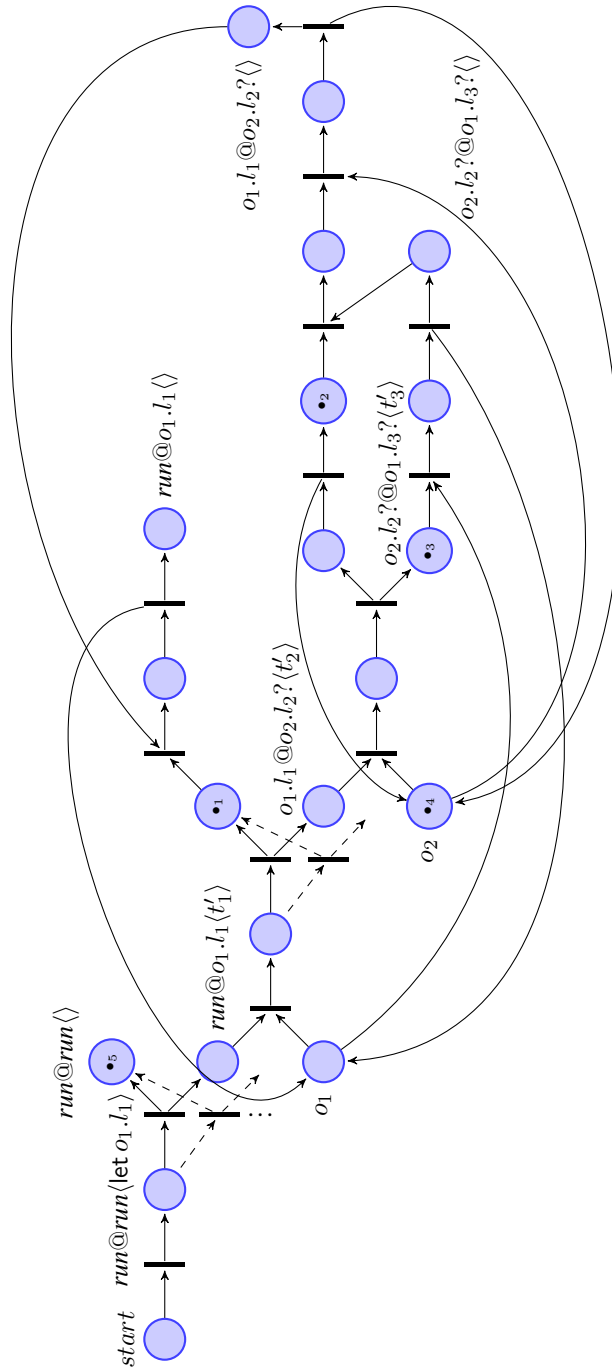 start
run@run⟨let o₁.l₁⟩
run@run⟨⟩
•₅
run@o₁.l₁⟨t′₁⟩
o₁
...
o₁.l₁@o₂.l₂?⟨t′₂⟩
•₁
o₂
•₄
run@o₁.l₁⟨⟩
o₂.l₂?@o₁.l₃?⟨t′₃⟩
•₃
•₂
o₁.l₁@o₂.l₂?⟨⟩
o₂.l₂?@o₁.l₃?⟨⟩